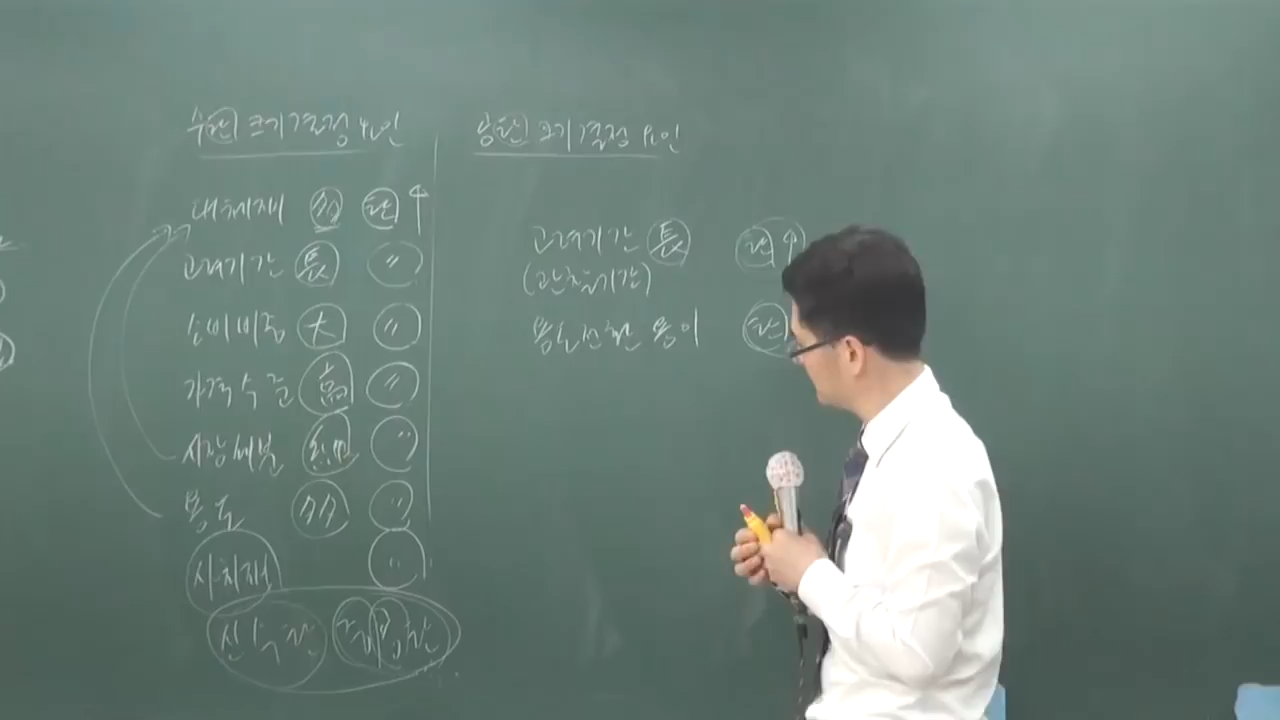 수탄 크기 결정 요인
대체재 多 탄 ↑
고려기간 長 〃
소비비중 大 〃
가격수준 高 〃
시장세분 細 〃
용도 多 〃
사치재 〃
신수탄
공탄 크기 결정 요인
고려기간 長 탄 ↑
(관찰기간)
용도전환 용이 탄